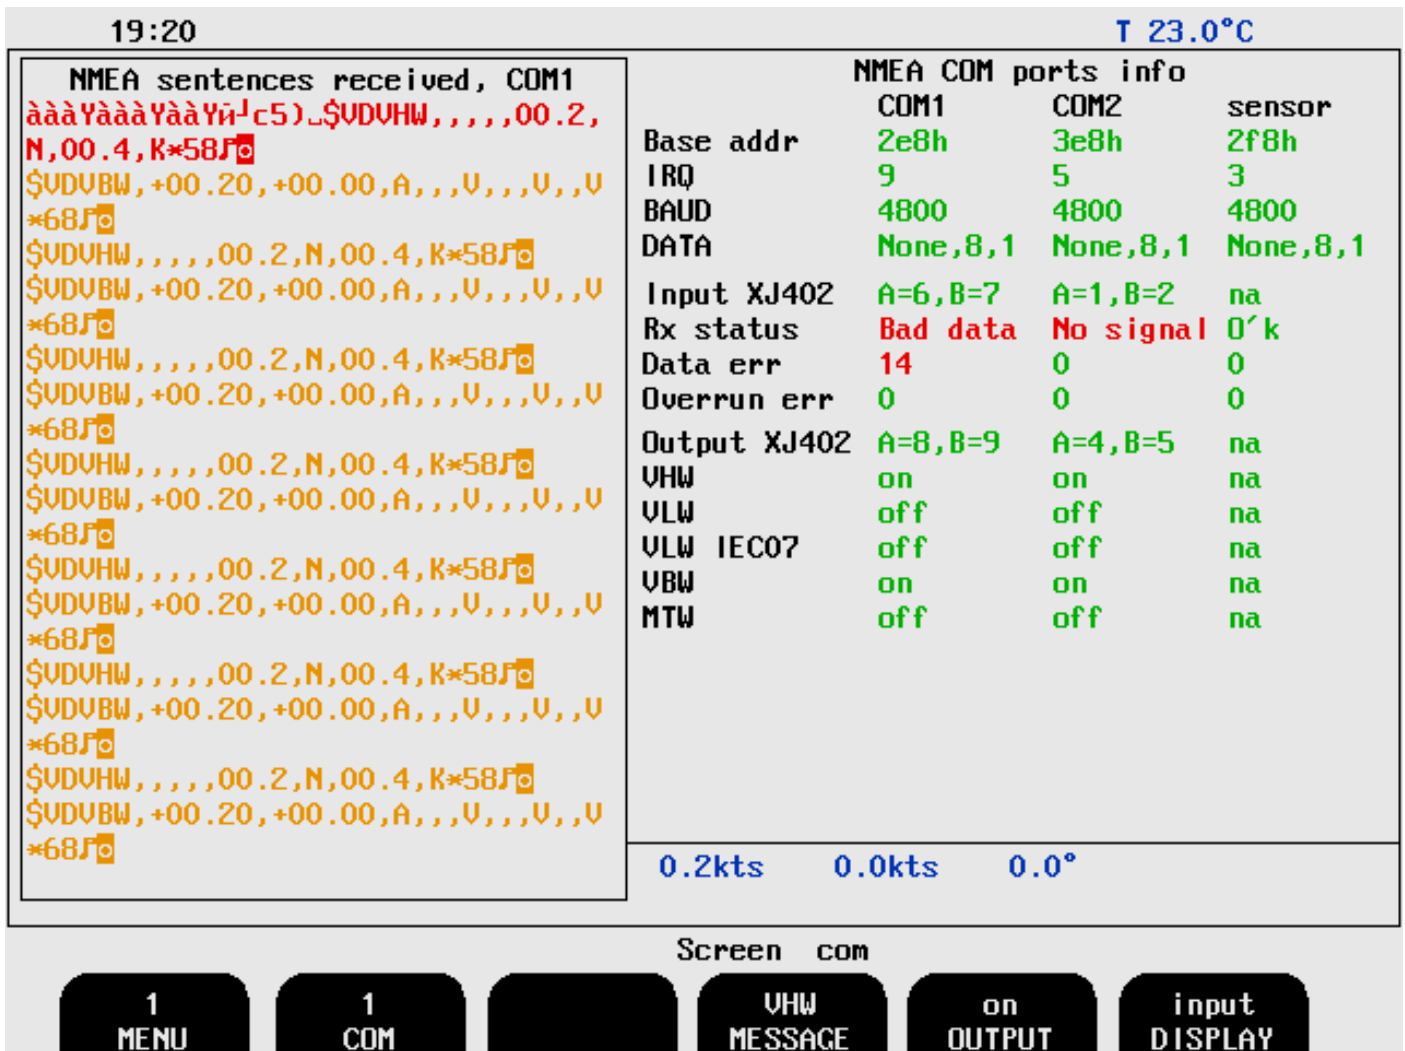 19:20 T 23.0°C
NMEA sentences received, COM1
àààYàààYààYй┘c5)␣$VDVHW,,,,,00.2,
N,00.4,K*58♪◙
$VDVBW,+00.20,+00.00,A,,,V,,,V,,V
*68♪◙
$VDVHW,,,,,00.2,N,00.4,K*58♪◙
$VDVBW,+00.20,+00.00,A,,,V,,,V,,V
*68♪◙
$VDVHW,,,,,00.2,N,00.4,K*58♪◙
$VDVBW,+00.20,+00.00,A,,,V,,,V,,V
*68♪◙
$VDVHW,,,,,00.2,N,00.4,K*58♪◙
$VDVBW,+00.20,+00.00,A,,,V,,,V,,V
*68♪◙
$VDVHW,,,,,00.2,N,00.4,K*58♪◙
$VDVBW,+00.20,+00.00,A,,,V,,,V,,V
*68♪◙
$VDVHW,,,,,00.2,N,00.4,K*58♪◙
$VDVBW,+00.20,+00.00,A,,,V,,,V,,V
*68♪◙
$VDVHW,,,,,00.2,N,00.4,K*58♪◙
$VDVBW,+00.20,+00.00,A,,,V,,,V,,V
*68♪◙
NMEA COM ports info
COM1 COM2 sensor
Base addr 2e8h 3e8h 2f8h
IRQ 9 5 3
BAUD 4800 4800 4800
DATA None,8,1 None,8,1 None,8,1
Input XJ402 A=6,B=7 A=1,B=2 na
Rx status Bad data No signal O´k
Data err 14 0 0
Overrun err 0 0 0
Output XJ402 A=8,B=9 A=4,B=5 na
VHW on on na
VLW off off na
VLW IEC07 off off na
VBW on on na
MTW off off na
0.2kts 0.0kts 0.0°
Screen com
1 1 VHW on input
MENU COM MESSAGE OUTPUT DISPLAY